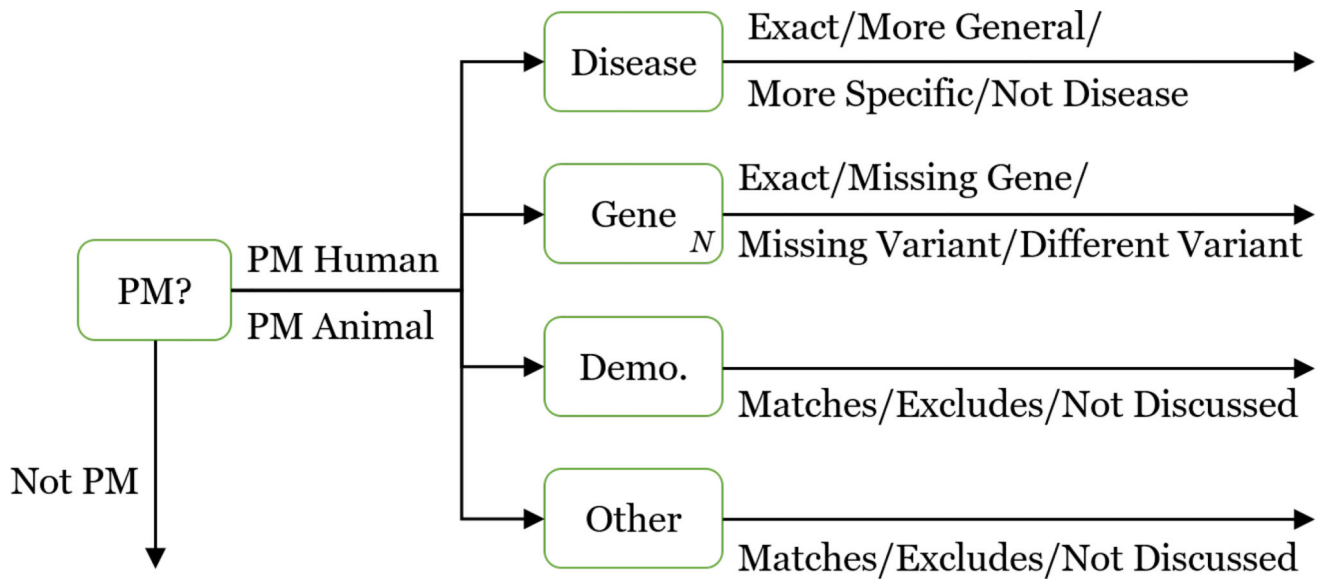 Disease
Exact/More General/
More Specific/Not Disease
Gene
N
Exact/Missing Gene/
Missing Variant/Different Variant
PM?
PM Human
PM Animal
Demo.
Matches/Excludes/Not Discussed
Not PM
Other
Matches/Excludes/Not Discussed